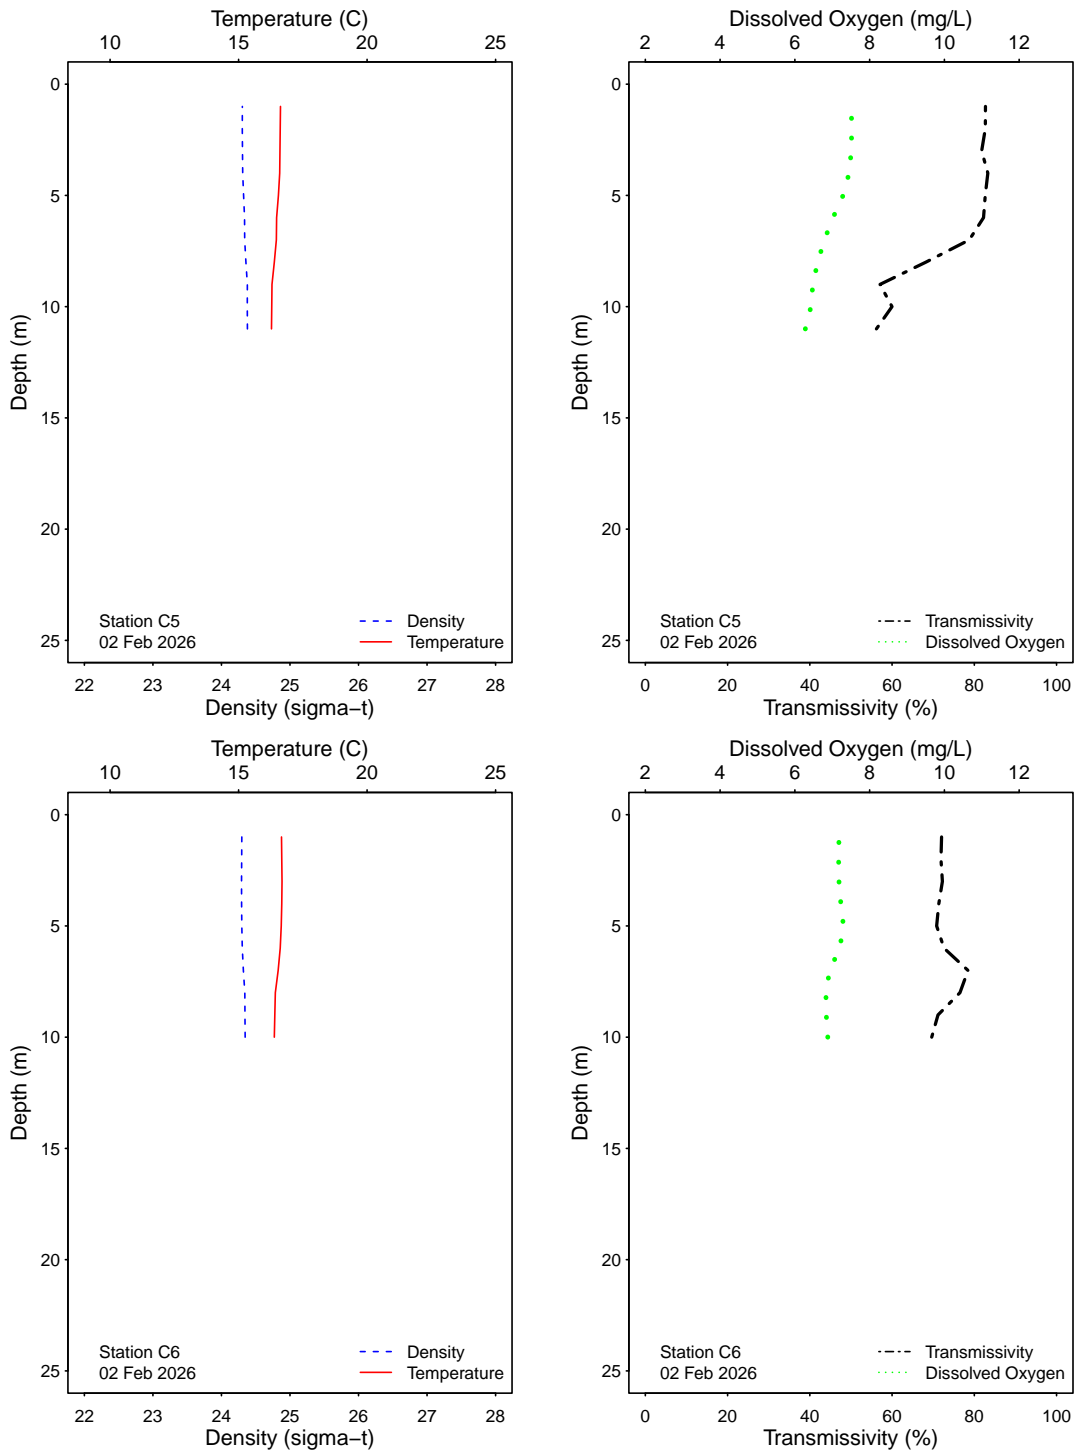 Temperature (C)
10 15 20 25
0
5
10
15
20
25
Depth (m)
Station C5
02 Feb 2026
Density
Temperature
22 23 24 25 26 27 28
Density (sigma−t)
Dissolved Oxygen (mg/L)
2 4 6 8 10 12
0
5
10
15
20
25
Depth (m)
Station C5
02 Feb 2026
Transmissivity
Dissolved Oxygen
0 20 40 60 80 100
Transmissivity (%)
Temperature (C)
10 15 20 25
0
5
10
15
20
25
Depth (m)
Station C6
02 Feb 2026
Density
Temperature
22 23 24 25 26 27 28
Density (sigma−t)
Dissolved Oxygen (mg/L)
2 4 6 8 10 12
0
5
10
15
20
25
Depth (m)
Station C6
02 Feb 2026
Transmissivity
Dissolved Oxygen
0 20 40 60 80 100
Transmissivity (%)